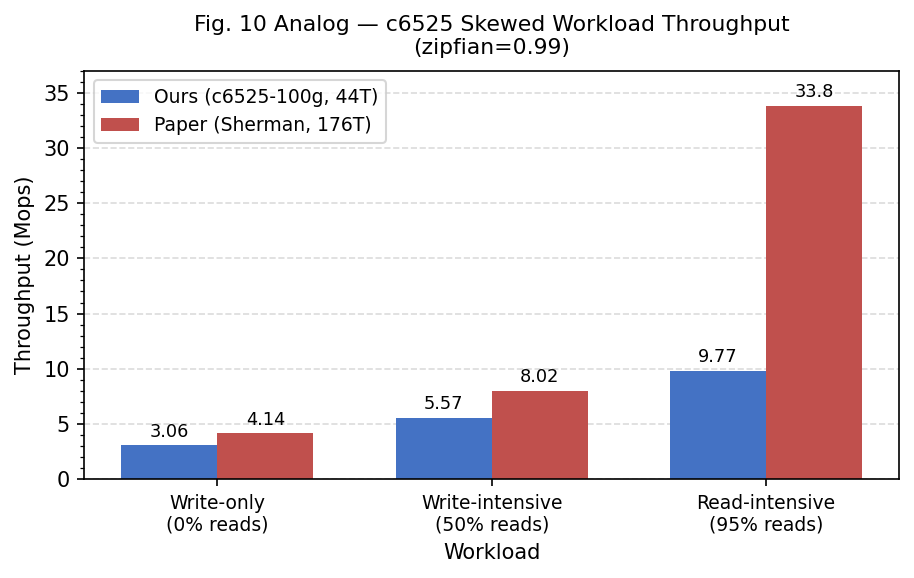 Fig. 10 Analog — c6525 Skewed Workload Throughput
(zipfian=0.99)
Throughput (Mops)
35
30
25
20
15
10
5
0
Ours (c6525-100g, 44T)
Paper (Sherman, 176T)
3.06
4.14
5.57
8.02
9.77
33.8
Write-only
(0% reads)
Write-intensive
(50% reads)
Read-intensive
(95% reads)
Workload